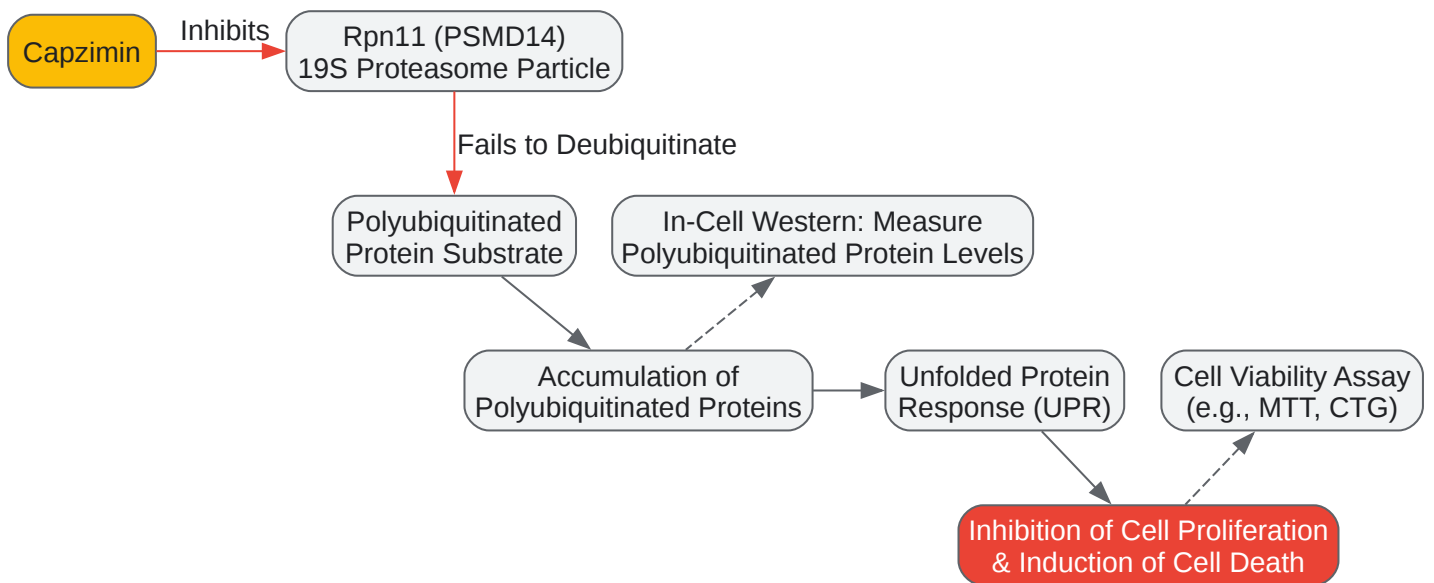 Capzimin
Inhibits
Rpn11 (PSMD14)
19S Proteasome Particle
Fails to Deubiquitinate
Polyubiquitinated
Protein Substrate
In-Cell Western: Measure
Polyubiquitinated Protein Levels
Accumulation of
Polyubiquitinated Proteins
Unfolded Protein
Response (UPR)
Cell Viability Assay
(e.g., MTT, CTG)
Inhibition of Cell Proliferation
& Induction of Cell Death